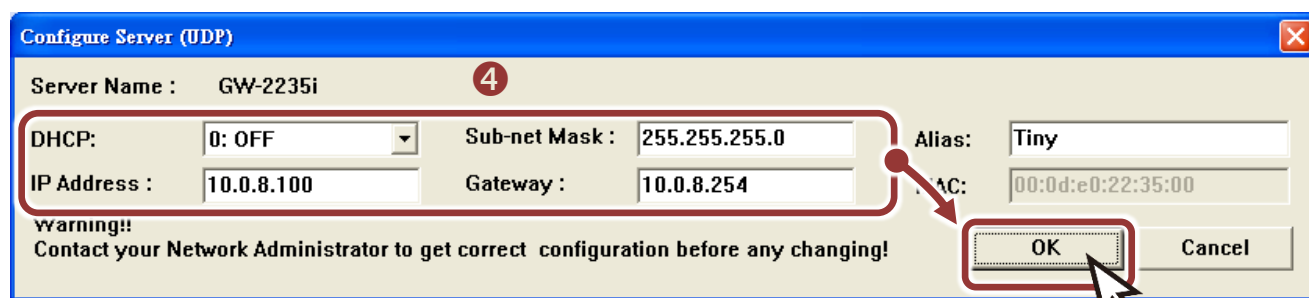 Configure Server (UDP)
Server Name : GW-2235i
4
DHCP: 0: OFF Sub-net Mask : 255.255.255.0 Alias: Tiny
IP Address : 10.0.8.100 Gateway : 10.0.8.254 MAC: 00:0d:e0:22:35:00
Warning!!
Contact your Network Administrator to get correct configuration before any changing!
OK Cancel